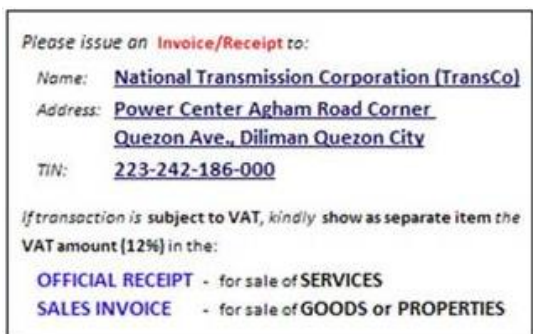 Please issue an Invoice/Receipt to:
Name: National Transmission Corporation (TransCo)
Address: Power Center Agham Road Corner
Quezon Ave., Diliman Quezon City
TIN: 223-242-186-000
If transaction is subject to VAT, kindly show as separate item the
VAT amount (12%) in the:
OFFICIAL RECEIPT - for sale of SERVICES
SALES INVOICE - for sale of GOODS or PROPERTIES